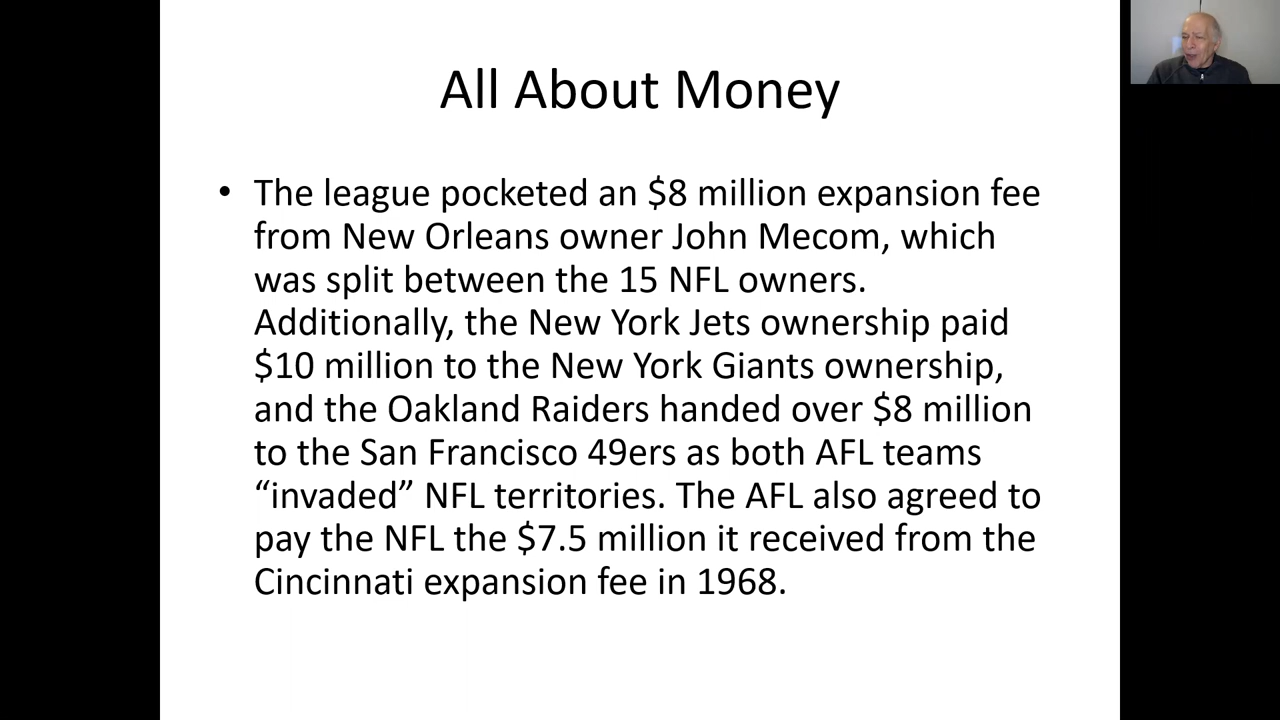 All About Money
• The league pocketed an $8 million expansion fee
from New Orleans owner John Mecom, which
was split between the 15 NFL owners.
Additionally, the New York Jets ownership paid
$10 million to the New York Giants ownership,
and the Oakland Raiders handed over $8 million
to the San Francisco 49ers as both AFL teams
“invaded” NFL territories. The AFL also agreed to
pay the NFL the $7.5 million it received from the
Cincinnati expansion fee in 1968.